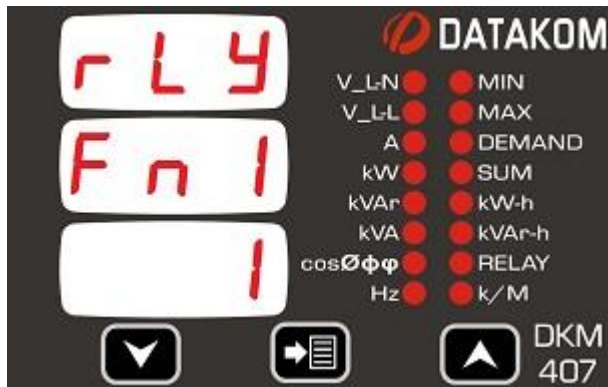 DATAKOM
rLY
Fn1
1
V_L-N MIN
V_L-L MAX
A DEMAND
kW SUM
kVAr kW-h
kVA kVAr-h
cosØфφ RELAY
Hz k/M
DKM
407